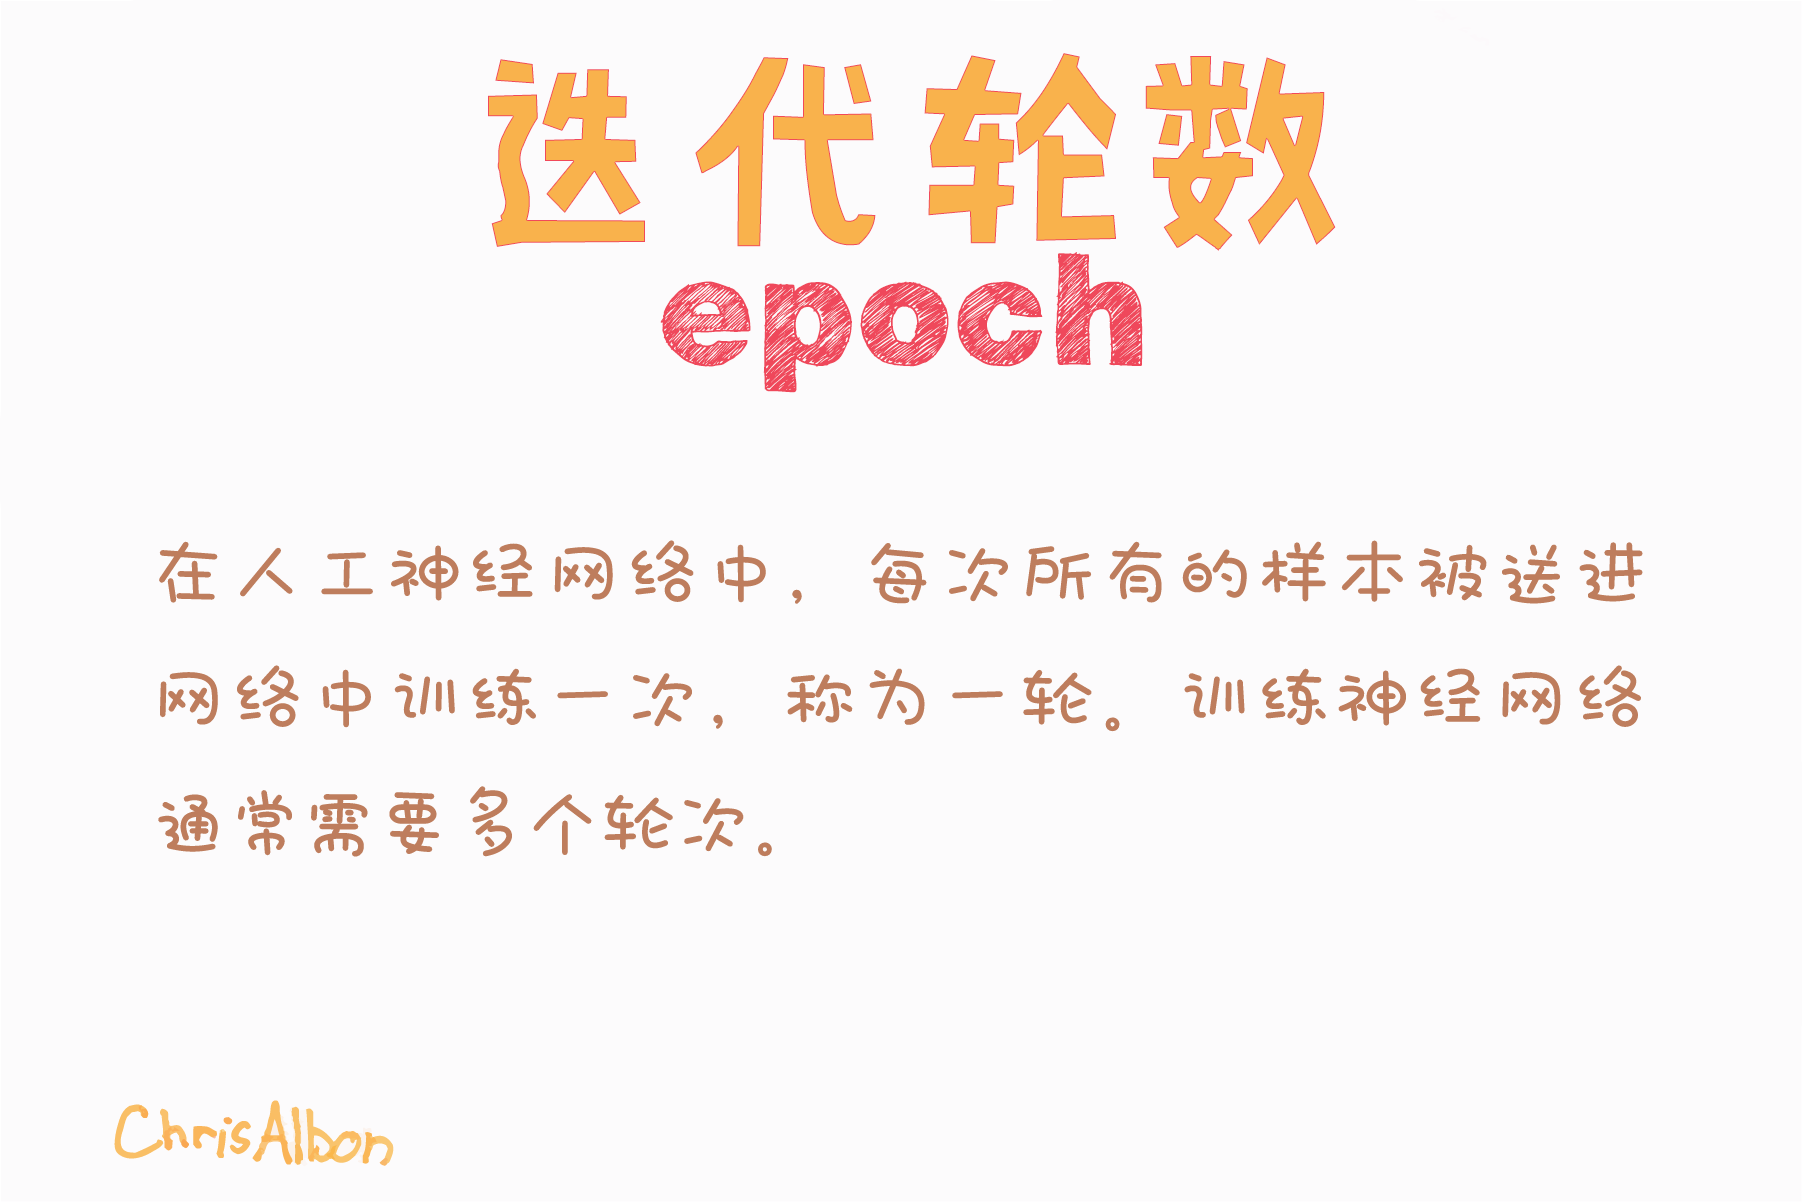 迭代轮数
epoch
在人工神经网络中，每次所有的样本被送进
网络中训练一次，称为一轮。训练神经网络
通常需要多个轮次。
ChrisAlbon